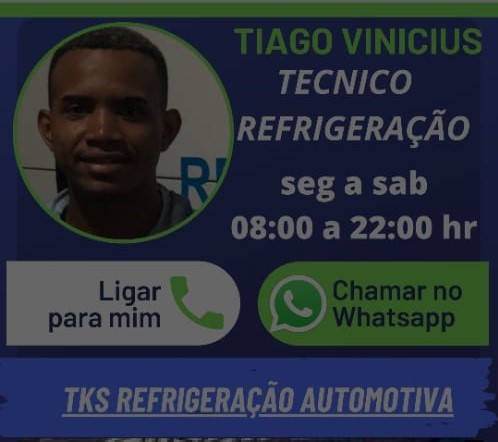 TIAGO VINICIUS
TECNICO
REFRIGERAÇÃO
seg a sab
08:00 a 22:00 hr
Ligar
para mim
Chamar no
Whatsapp
TKS REFRIGERAÇÃO AUTOMOTIVA